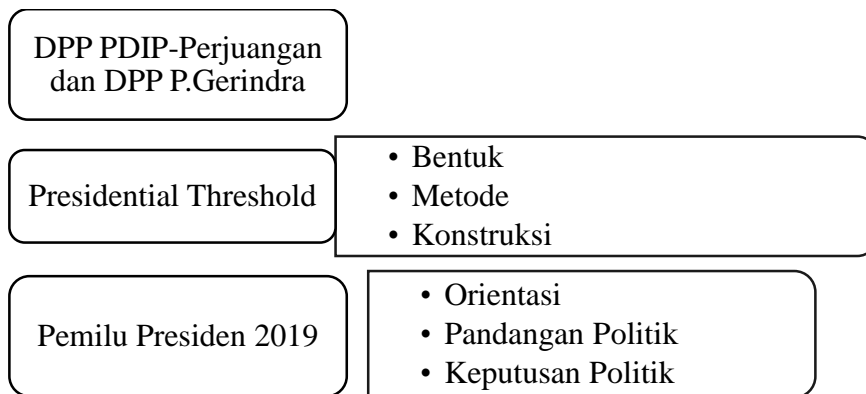 DPP PDIP-Perjuangan
dan DPP P.Gerindra
Presidential Threshold
• Bentuk
• Metode
• Konstruksi
Pemilu Presiden 2019
• Orientasi
• Pandangan Politik
• Keputusan Politik